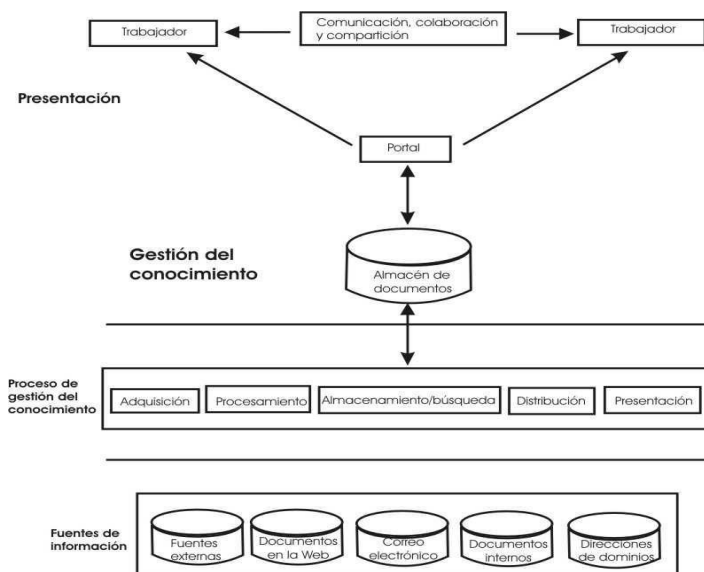 Comunicación, colaboración
y compartición
Trabajador
Trabajador
Presentación
Portal
Gestión del
conocimiento
Almacén de
documentos
Proceso de
gestión del
conocimiento
Adquisición
Procesamiento
Almacenamiento/búsqueda
Distribución
Presentación
Fuentes de
información
Fuentes
externas
Documentos
en la Web
Correo
electrónico
Documentos
internos
Direcciones
de dominios